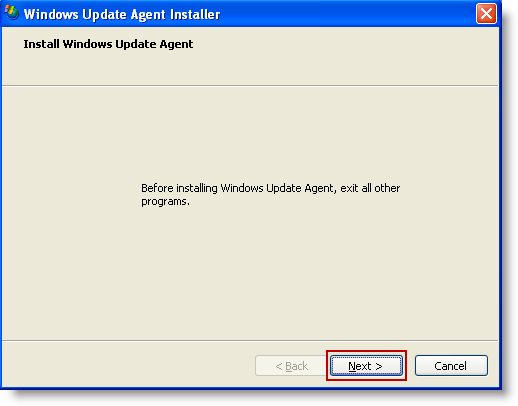 Windows Update Agent Installer
Install Windows Update Agent
Before installing Windows Update Agent, exit all other
programs.
< Back Next > Cancel